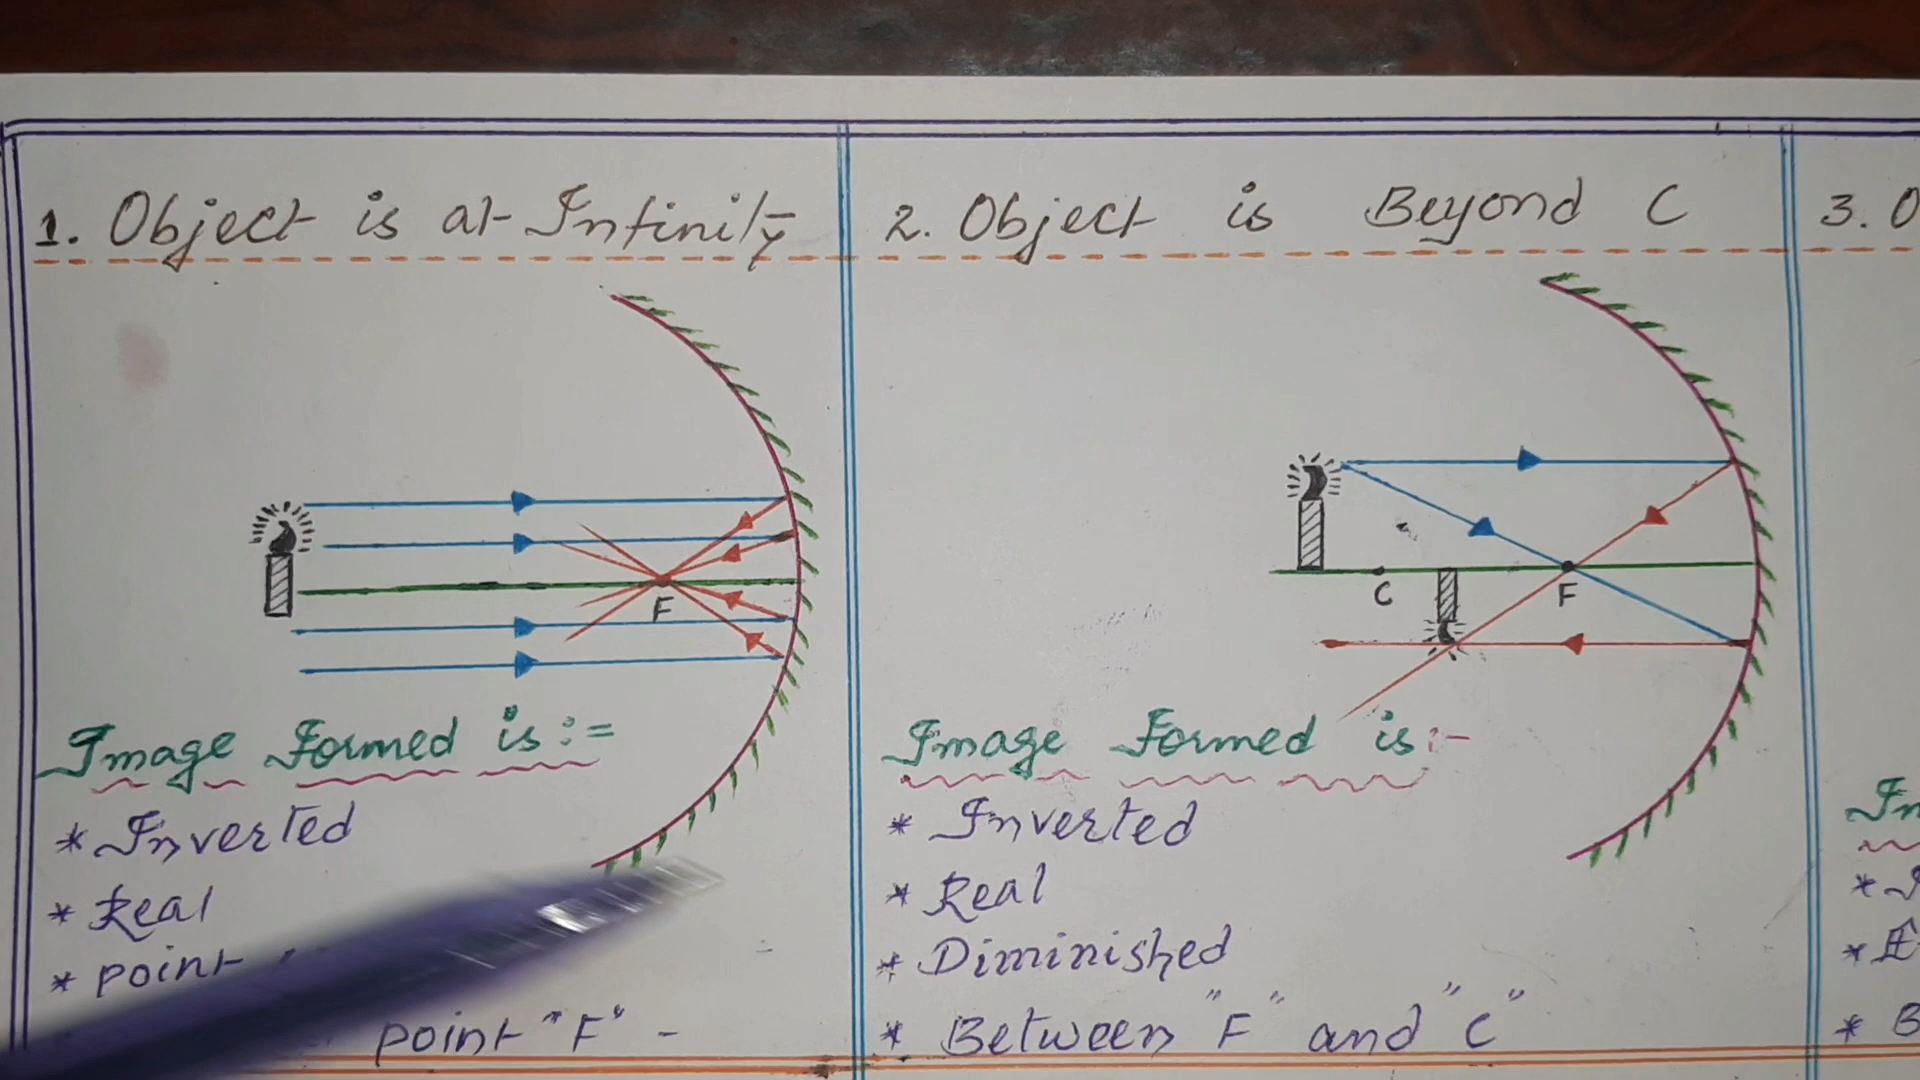 1. Object is at Infinity
F
Image Formed is :=
* Inverted
* Real
* Point
point "F" -
2. Object is Beyond C
C
F
Image Formed is :-
* Inverted
* Real
* Diminished
* Between "F" and "C"
3. O